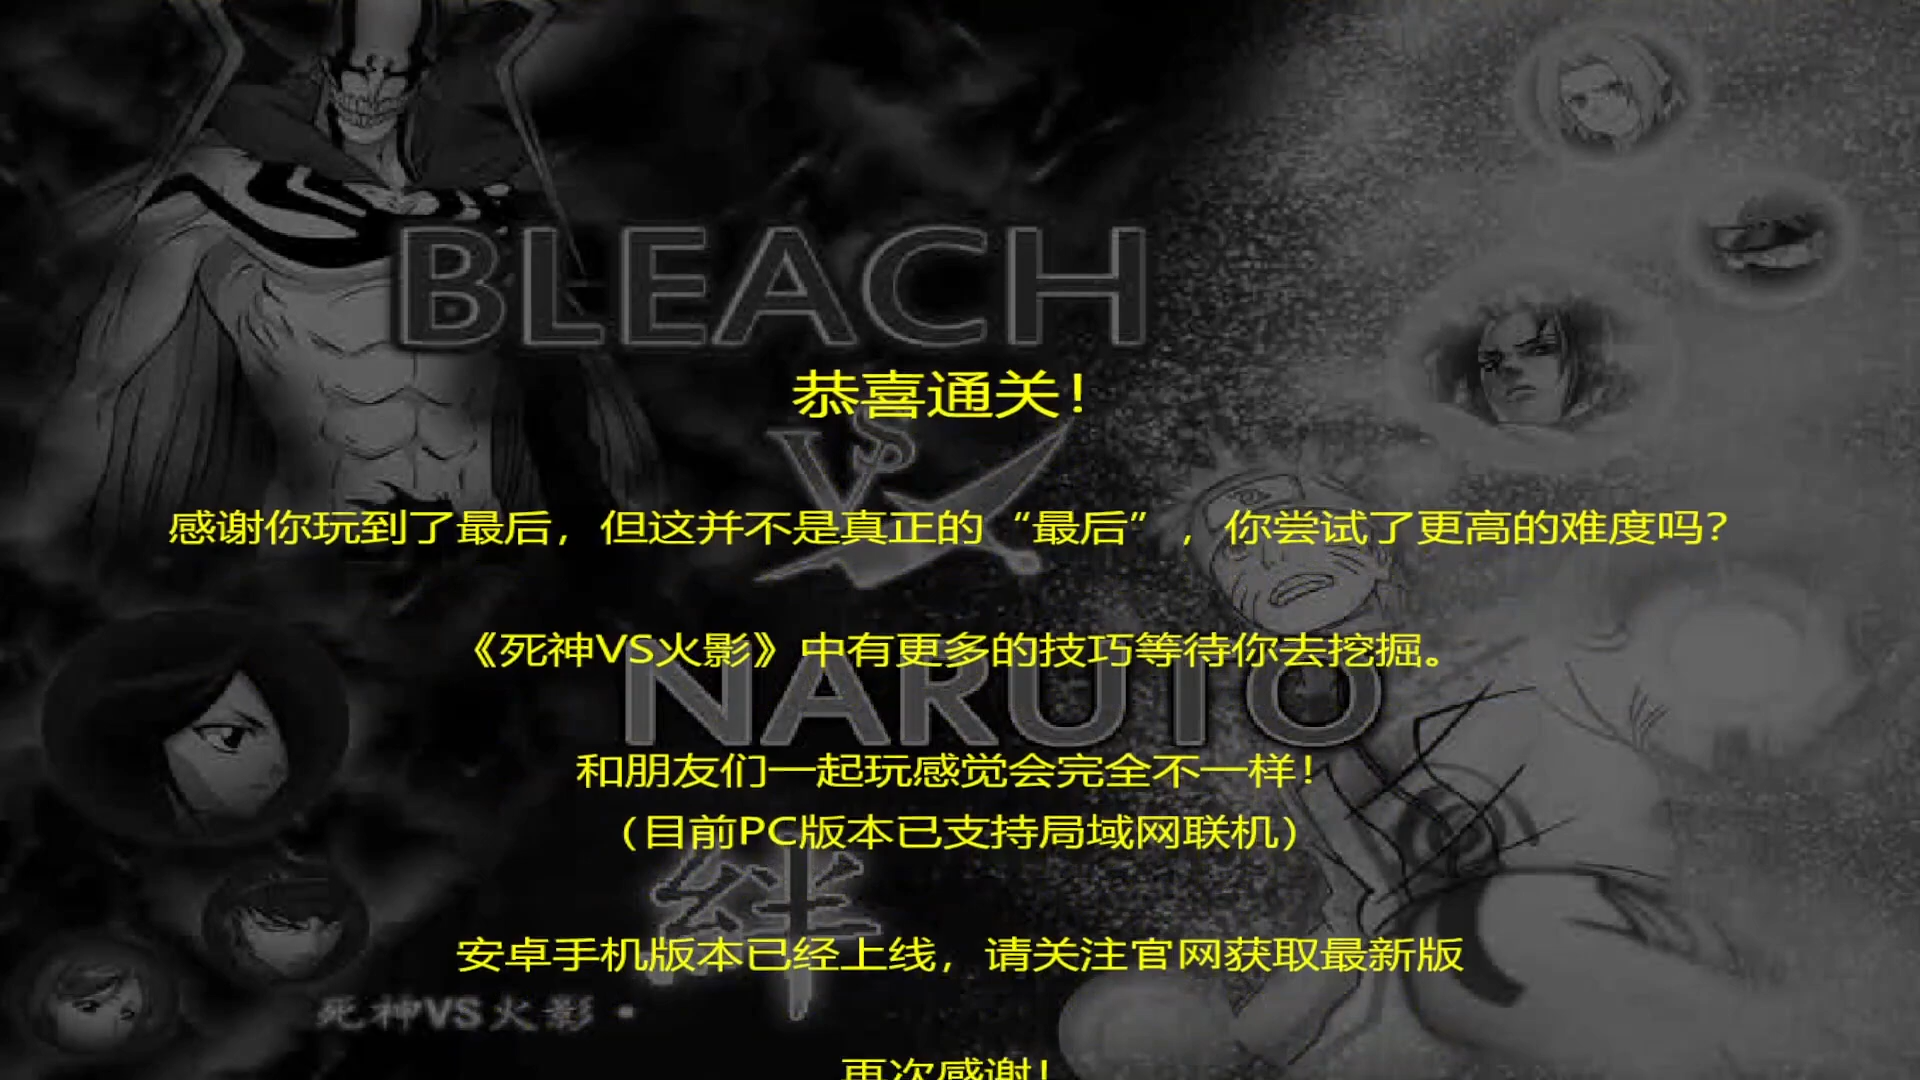 BLEACH
恭喜通关！
VS
感谢你玩到了最后，但这并不是真正的“最后”，你尝试了更高的难度吗？
《死神VS火影》中有更多的技巧等待你去挖掘。
NARUTO
和朋友们一起玩感觉会完全不一样！
（目前PC版本已支持局域网联机）
绊
安卓手机版本已经上线，请关注官网获取最新版
死神VS火影·
再次感谢！